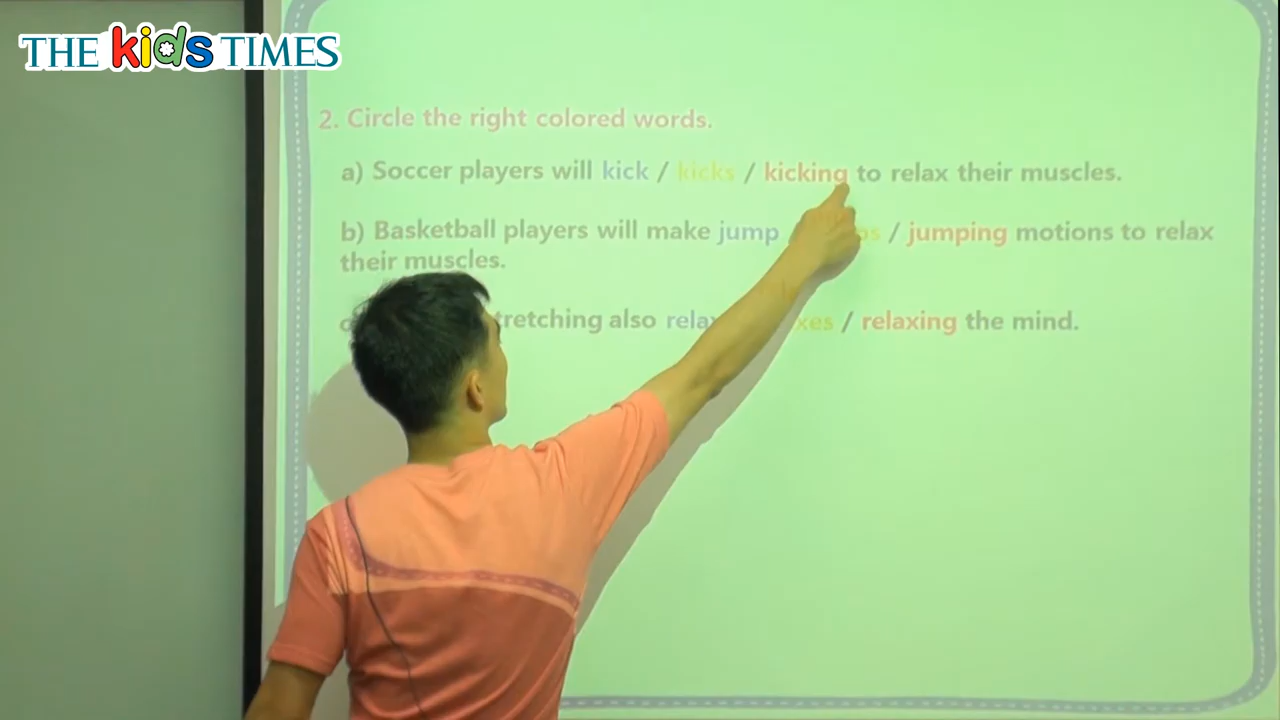 THE kids TIMES
2. Circle the right colored words.
a) Soccer players will kick / kicks / kicking to relax their muscles.
b) Basketball players will make jump / jumping motions to relax
their muscles.
also / relaxing the mind.